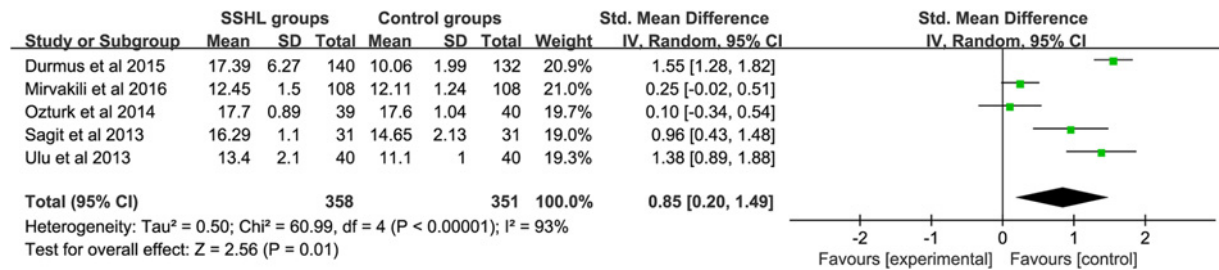 SSHL groups Control groups Std. Mean Difference Std. Mean Difference
Study or Subgroup Mean SD Total Mean SD Total Weight IV, Random, 95% CI IV, Random, 95% CI
Durmus et al 2015 17.39 6.27 140 10.06 1.99 132 20.9% 1.55 [1.28, 1.82]
Mirvakili et al 2016 12.45 1.5 108 12.11 1.24 108 21.0% 0.25 [-0.02, 0.51]
Ozturk et al 2014 17.7 0.89 39 17.6 1.04 40 19.7% 0.10 [-0.34, 0.54]
Sagit et al 2013 16.29 1.1 31 14.65 2.13 31 19.0% 0.96 [0.43, 1.48]
Ulu et al 2013 13.4 2.1 40 11.1 1 40 19.3% 1.38 [0.89, 1.88]
Total (95% CI) 358 351 100.0% 0.85 [0.20, 1.49]
Heterogeneity: Tau² = 0.50; Chi² = 60.99, df = 4 (P < 0.00001); I² = 93%
Test for overall effect: Z = 2.56 (P = 0.01)
-2 -1 0 1 2
Favours [experimental] Favours [control]